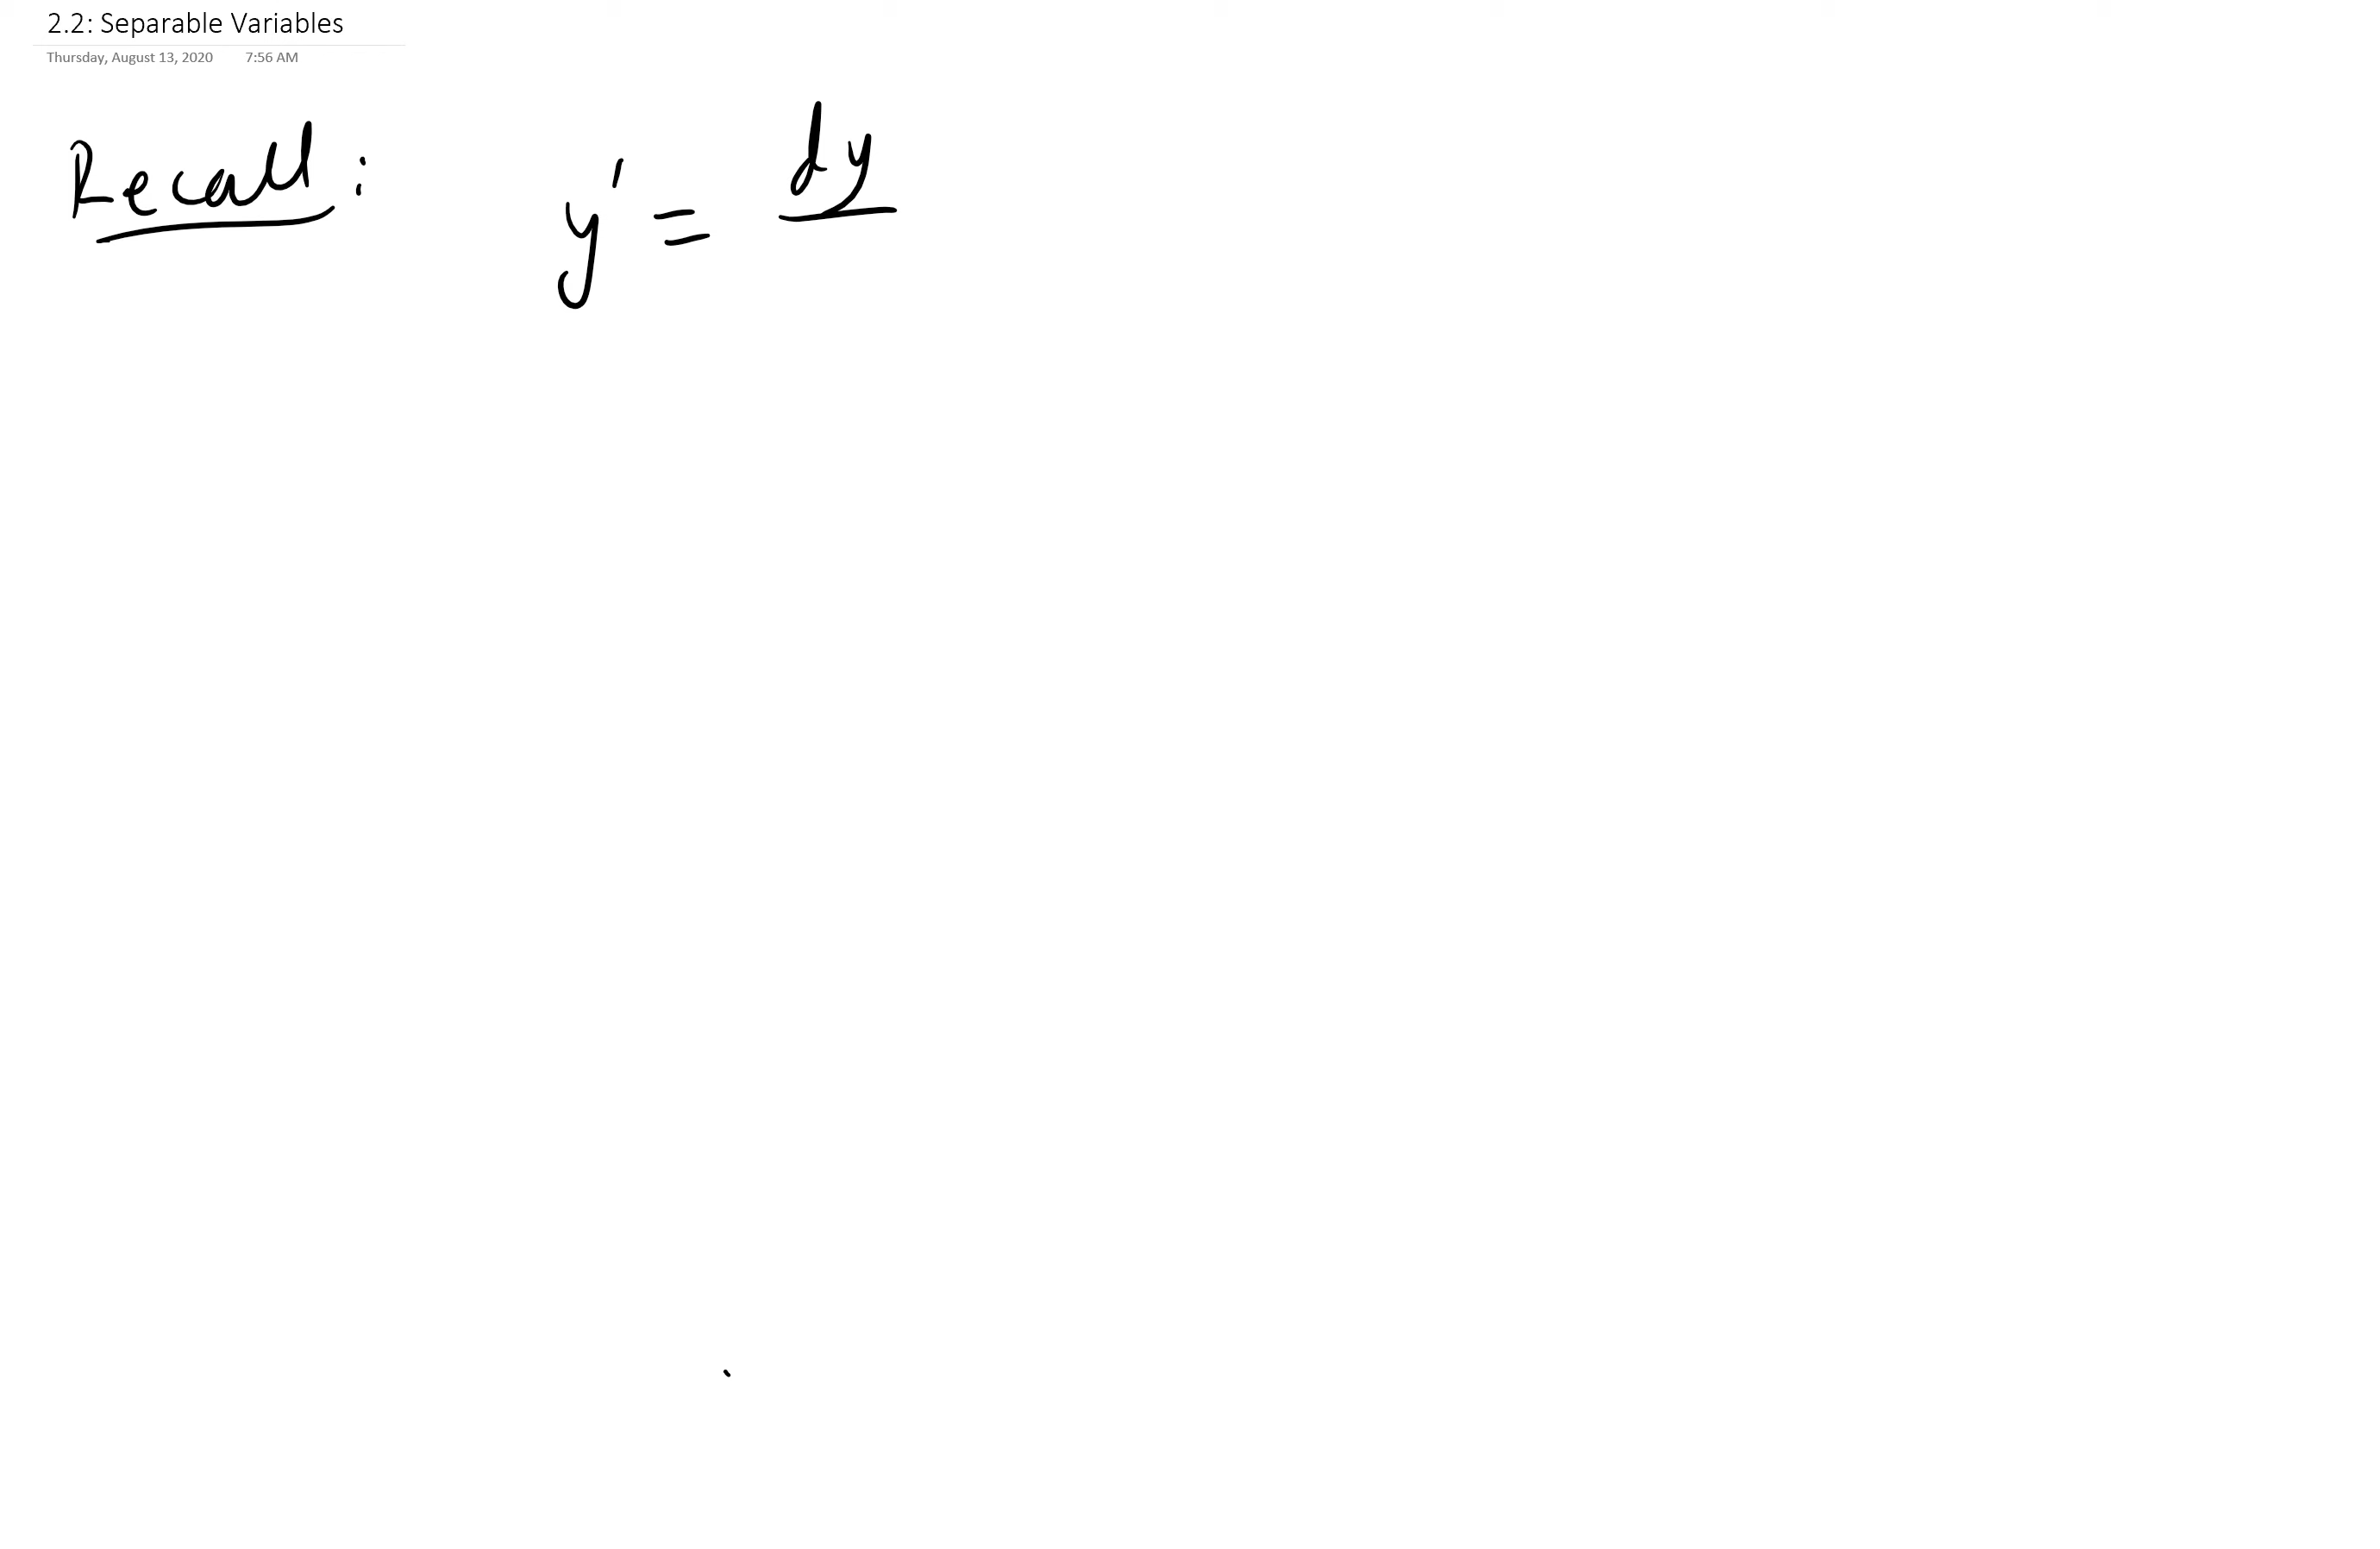 2.2: Separable Variables
Thursday, August 13, 2020 7:56 AM
Recall: y' = dy/